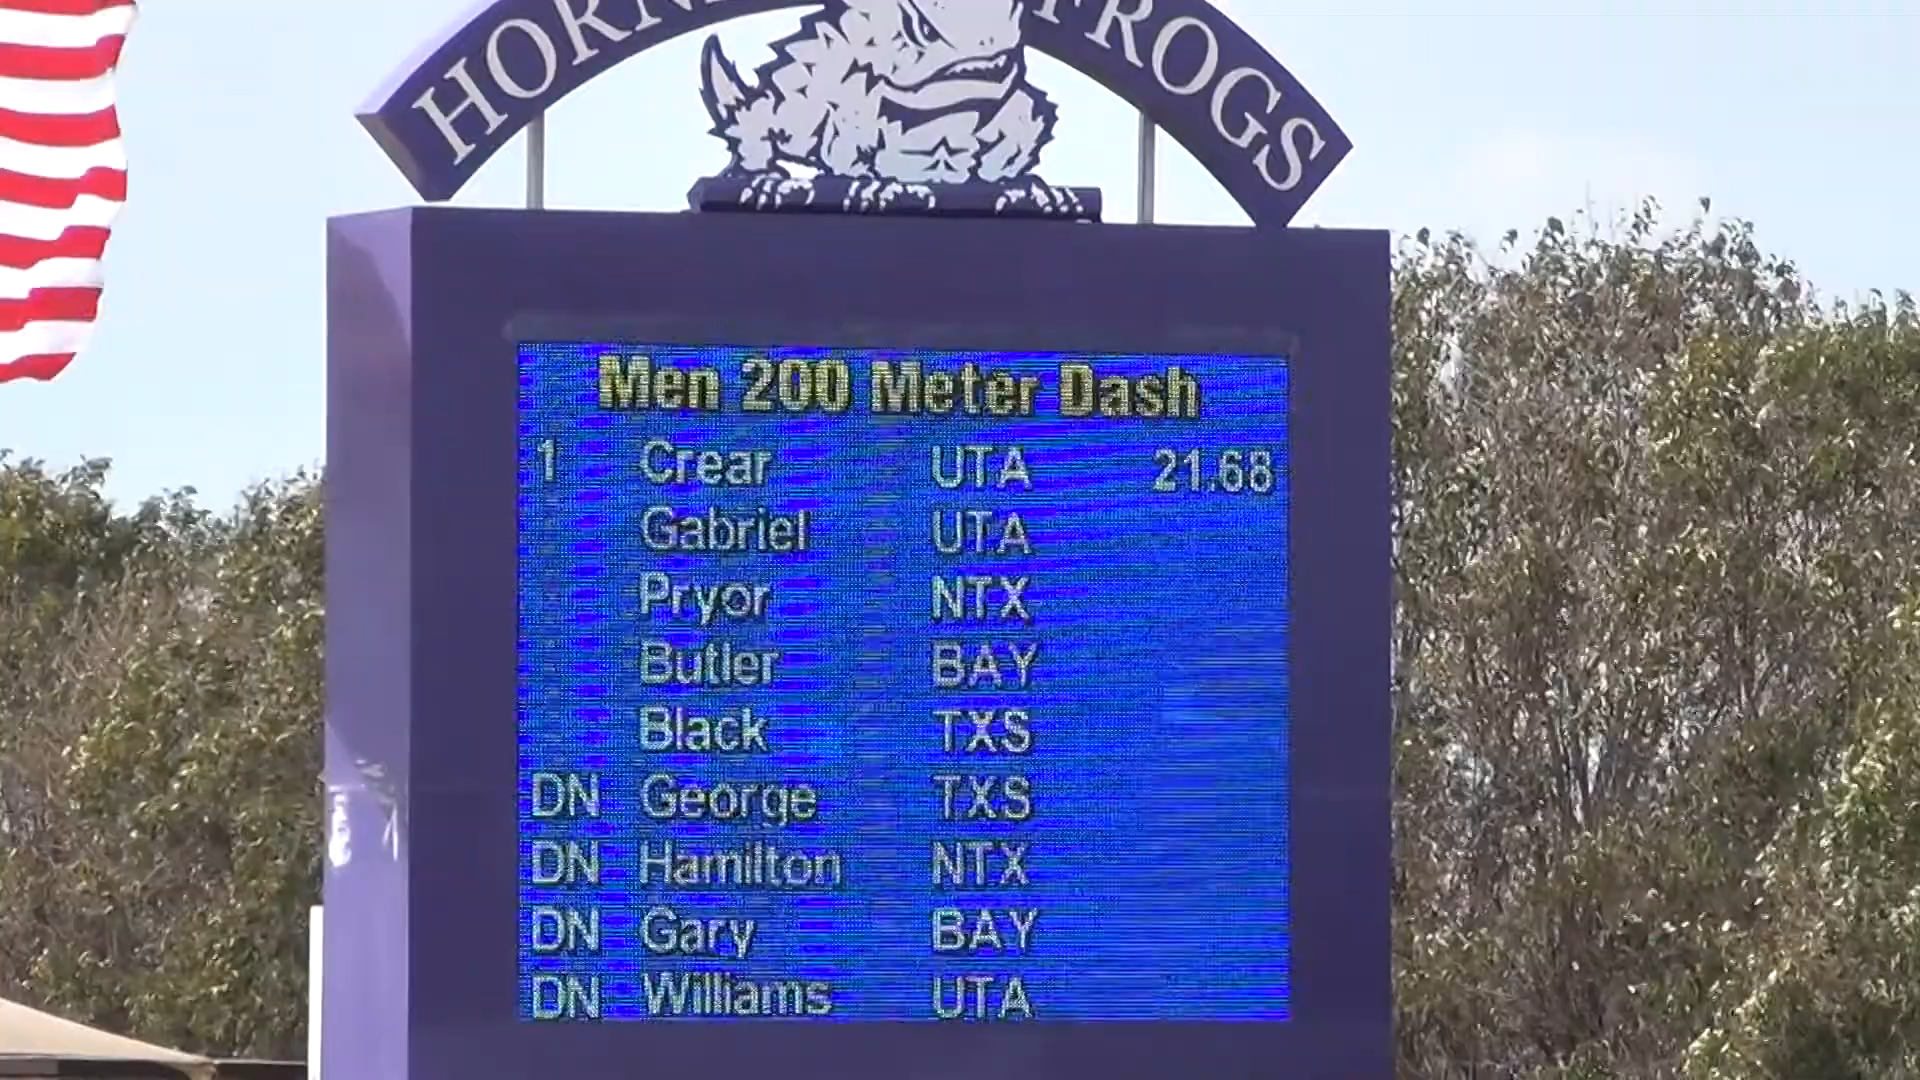 HORN FROGS
Men 200 Meter Dash
1 Crear UTA 21.68
Gabriel UTA
Pryor NTX
Butler BAY
Black TXS
DN George TXS
DN Hamilton NTX
DN Gary BAY
DN Williams UTA